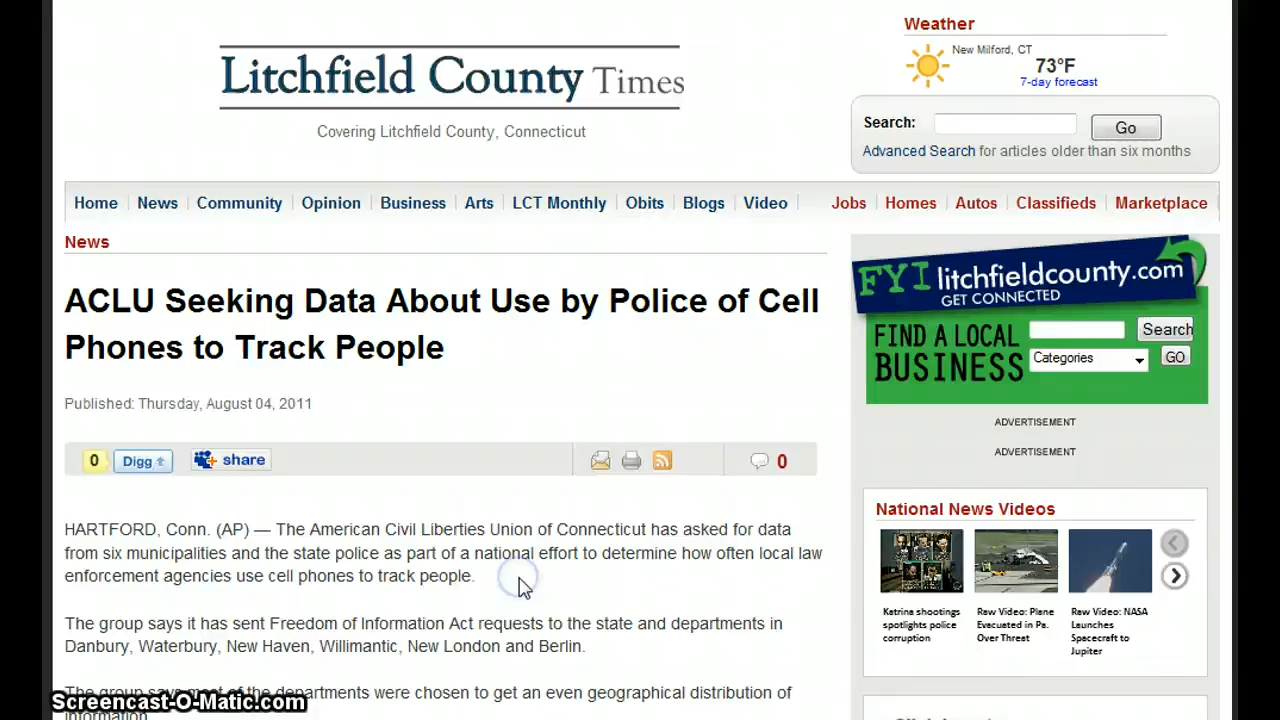 Weather
New Milford, CT
73°F
7-day forecast
Litchfield County Times
Covering Litchfield County, Connecticut
Search:
Go
Advanced Search for articles older than six months
Home News Community Opinion Business Arts LCT Monthly Obits Blogs Video Jobs Homes Autos Classifieds Marketplace
News
ACLU Seeking Data About Use by Police of Cell
Phones to Track People
Published: Thursday, August 04, 2011
0 Digg share 0
HARTFORD, Conn. (AP) — The American Civil Liberties Union of Connecticut has asked for data
from six municipalities and the state police as part of a national effort to determine how often local law
enforcement agencies use cell phones to track people.
The group says it has sent Freedom of Information Act requests to the state and departments in
Danbury, Waterbury, New Haven, Willimantic, New London and Berlin.
The group says most of the departments were chosen to get an even geographical distribution of
information.
FYI litchfieldcounty.com
GET CONNECTED
FIND A LOCAL
BUSINESS
Search
Categories
GO
ADVERTISEMENT
ADVERTISEMENT
National News Videos
Katrina shootings
spotlights police
corruption
Raw Video: Plane
Evacuated in Pa.
Over Threat
Raw Video: NASA
Launches
Spacecraft to
Jupiter
Screencast-O-Matic.com